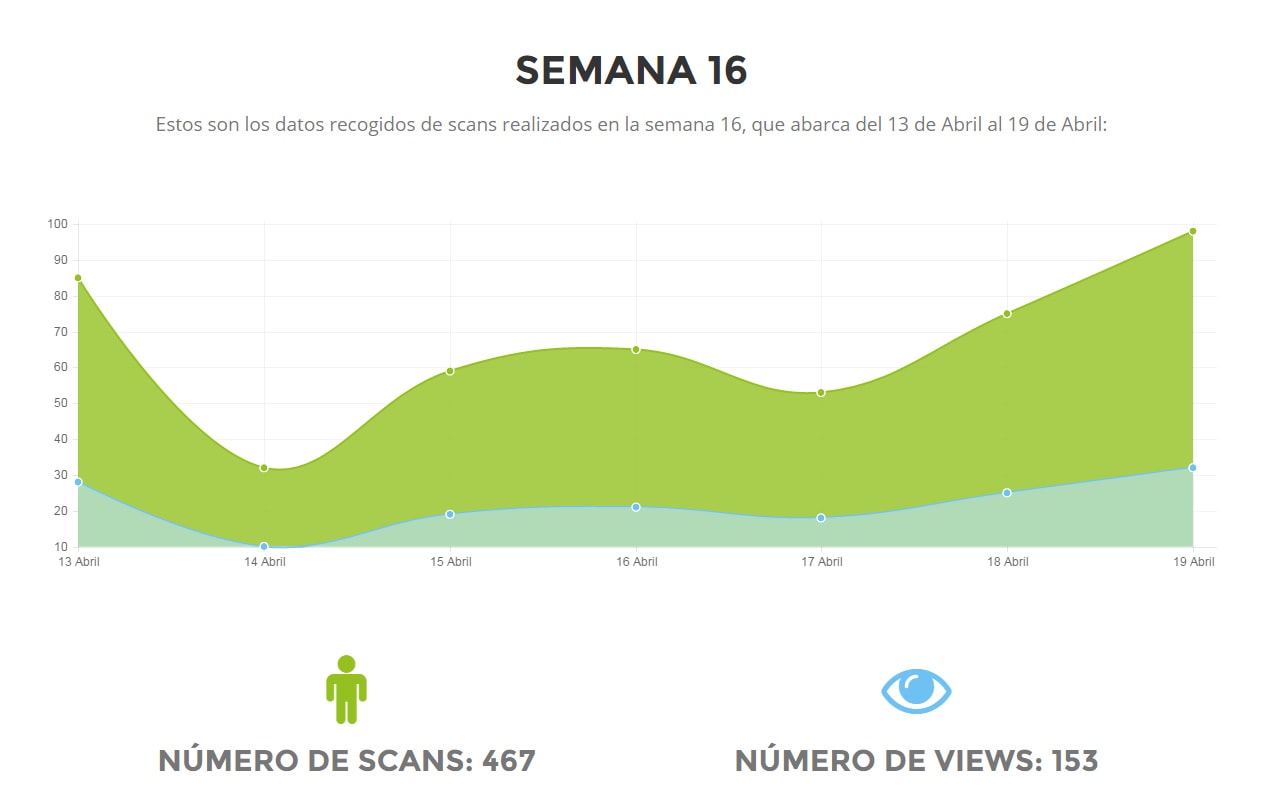 SEMANA 16
Estos son los datos recogidos de scans realizados en la semana 16, que abarca del 13 de Abril al 19 de Abril:
100
90
80
70
60
50
40
30
20
10
13 Abril 14 Abril 15 Abril 16 Abril 17 Abril 18 Abril 19 Abril
NÚMERO DE SCANS: 467 NÚMERO DE VIEWS: 153